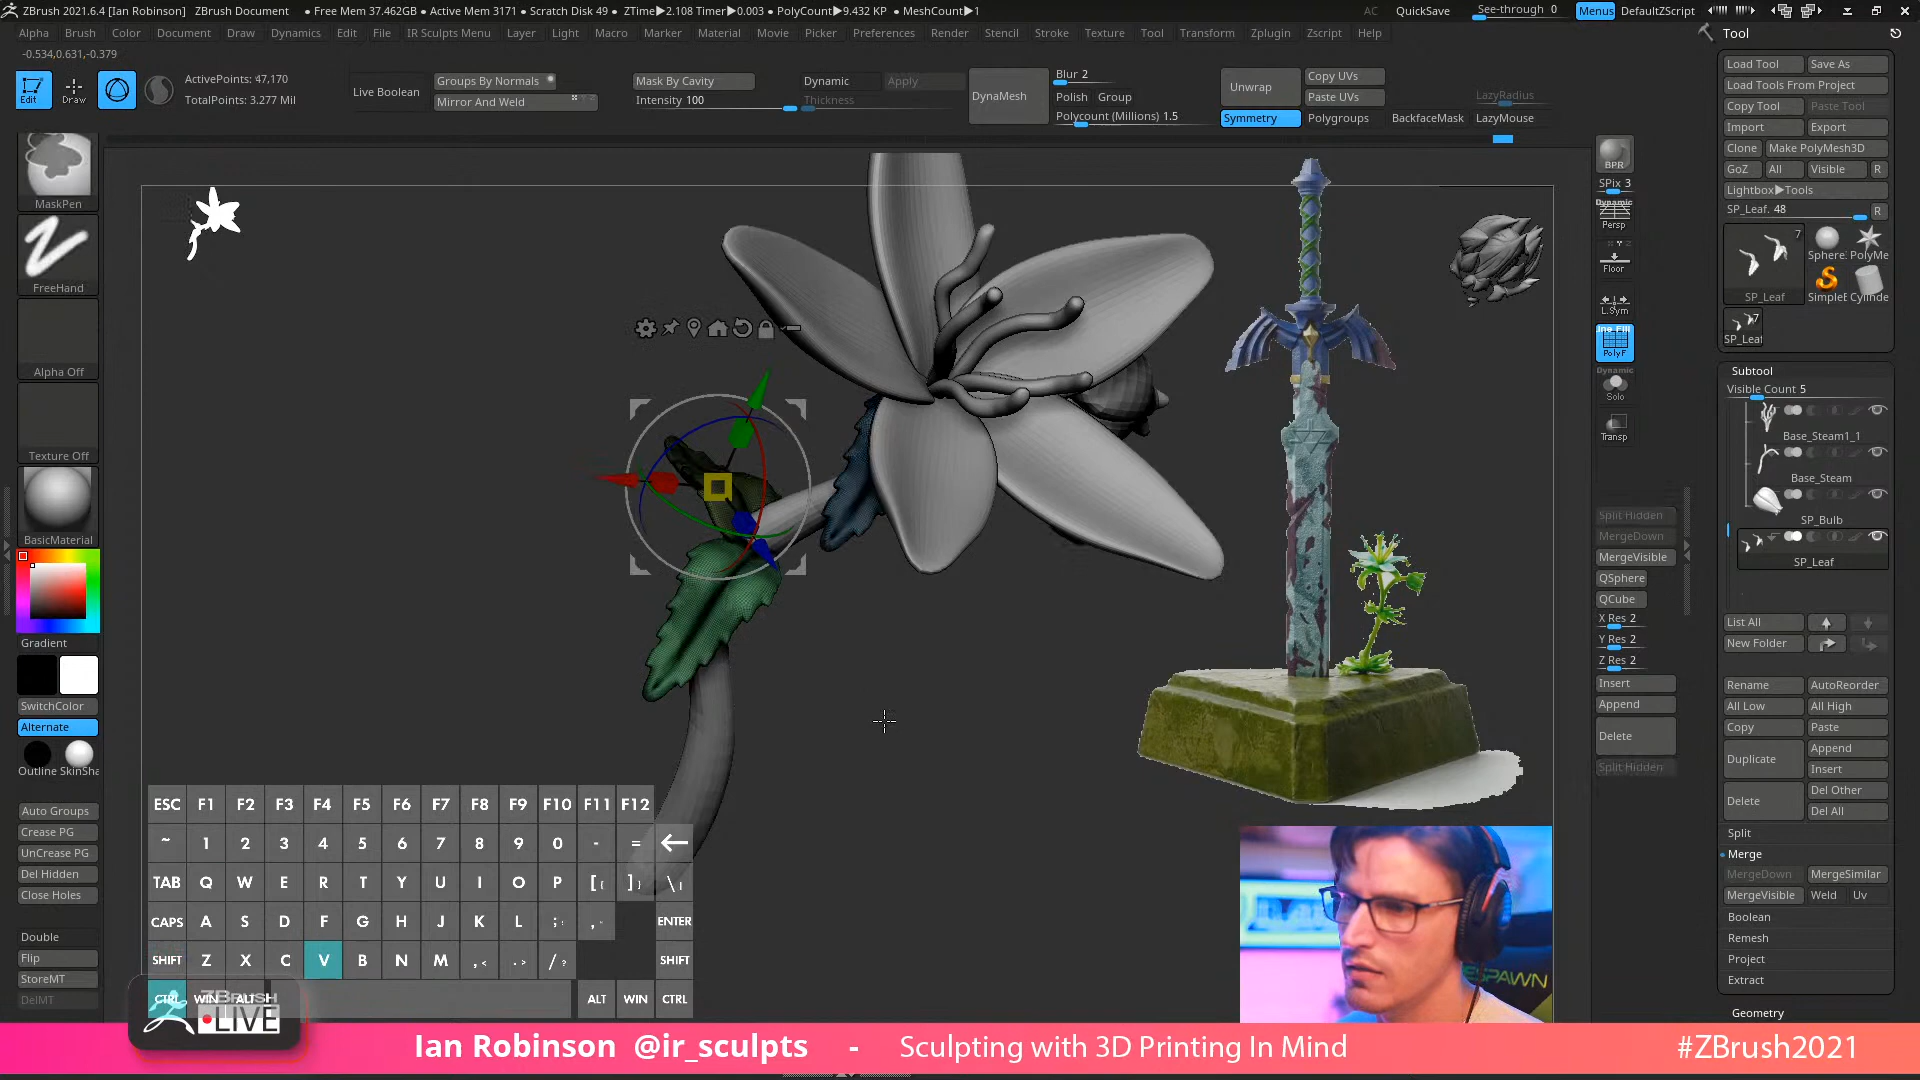 ZBrush 2021.6.4 [Ian Robinson] ZBrush Document • Free Mem 37.462GB • Active Mem 3171 • Scratch Disk 49 • ZTime▶2.108 Timer▶0.003 • PolyCount▶9.432 KP • MeshCount▶1 AC QuickSave See-through 0 Menus DefaultZScript
Alpha Brush Color Document Draw Dynamics Edit File IR Sculpts Menu Layer Light Macro Marker Material Movie Picker Preferences Render Stencil Stroke Texture Tool Transform Zplugin Zscript Help
-0.534,0.631,-0.379
Edit Draw
ActivePoints: 47,170
TotalPoints: 3.277 Mil
Live Boolean
Groups By Normals
Mirror And Weld
Mask By Cavity
Intensity 100
Dynamic Apply
Thickness
DynaMesh
Blur 2
Polish Group
Polycount (Millions) 1.5
Unwrap
Copy UVs
Paste UVs
Symmetry Polygroups BackfaceMask
LazyRadius
LazyMouse
MaskPen
FreeHand
Alpha Off
Texture Off
BasicMaterial
Gradient
SwitchColor
Alternate
Outline SkinSha
Auto Groups
Crease PG
UnCrease PG
Del Hidden
Close Holes
Double
Flip
StoreMT
DelMT
ESC F1 F2 F3 F4 F5 F6 F7 F8 F9 F10 F11 F12
~ 1 2 3 4 5 6 7 8 9 0 - = ←
TAB Q W E R T Y U I O P [{ ]} \|
CAPS A S D F G H J K L ;: ,. ENTER
SHIFT Z X C V B N M ,< .> /? SHIFT
CTRL WIN ALT ALT WIN CTRL
ZBRUSH
LIVE
ESPAWN
BPR
SPix 3
Dynamic
Persp
Floor
L.Sym
Line Fill
PolyF
Dynamic
Solo
Transp
Split Hidden
MergeDown
MergeVisible
QSphere
QCube
X Res 2
Y Res 2
Z Res 2
Insert
Append
Delete
Split Hidden
Tool
Load Tool Save As
Load Tools From Project
Copy Tool Paste Tool
Import Export
Clone Make PolyMesh3D
GoZ All Visible R
Lightbox▶Tools
SP_Leaf. 48 R
7
SP_Leaf
Sphere. PolyMe
SimpleE Cylinde
7
SP_Leaf
Subtool
Visible Count 5
Base_Steam1_1
Base_Steam
SP_Bulb
SP_Leaf
List All
New Folder
Rename AutoReorder
All Low All High
Copy Paste
Duplicate Append
Insert
Delete Del Other
Del All
Split
Merge
MergeDown MergeSimilar
MergeVisible Weld Uv
Boolean
Remesh
Project
Extract
Geometry
Ian Robinson @ir_sculpts - Sculpting with 3D Printing In Mind #ZBrush2021